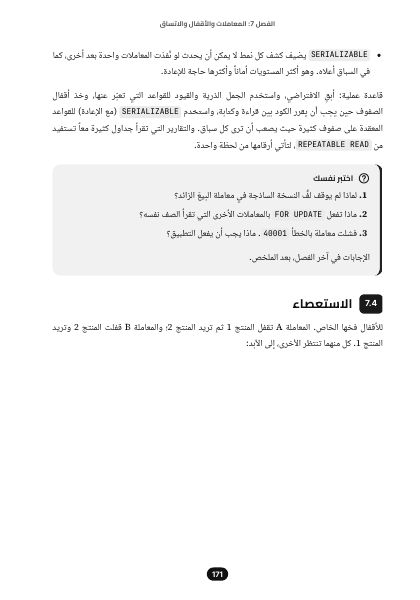 الفصل 7: المعاملات والأقفال والاتساق
• SERIALIZABLE يضيف كشف كل نمط لا يمكن أن يحدث لو نُفذت المعاملات واحدة بعد أخرى، كما
في السباق أعلاه. وهو أكثر المستويات أماناً وأكثرها حاجة للإعادة.
قاعدة عملية: أبقِ الافتراضي، واستخدم الجمل الذرية والقيود للقواعد التي تعبّر عنها، وخذ أقفال
الصفوف حين يجب أن يقرر الكود بين قراءة وكتابة، واستخدم SERIALIZABLE (مع الإعادة) للقواعد
المعقدة على صفوف كثيرة حيث يصعب أن ترى كل سباق. والتقارير التي تقرأ جداول كثيرة معاً تستفيد
من REPEATABLE READ، لتأتي أرقامها من لحظة واحدة.
اختبر نفسك
1. لماذا لم يوقف لفُّ النسخة الساذجة في معاملة البيعَ الزائد؟
2. ماذا تفعل FOR UPDATE بالمعاملات الأخرى التي تقرأ الصف نفسه؟
3. فشلت معاملة بالخطأ 40001. ماذا يجب أن يفعل التطبيق؟
الإجابات في آخر الفصل، بعد الملخص.
7.4 الاستعصاء
للأقفال فخها الخاص. المعاملة A تقفل المنتج 1 ثم تريد المنتج 2؛ والمعاملة B قفلت المنتج 2 وتريد
المنتج 1. كل منهما تنتظر الأخرى، إلى الأبد:
171